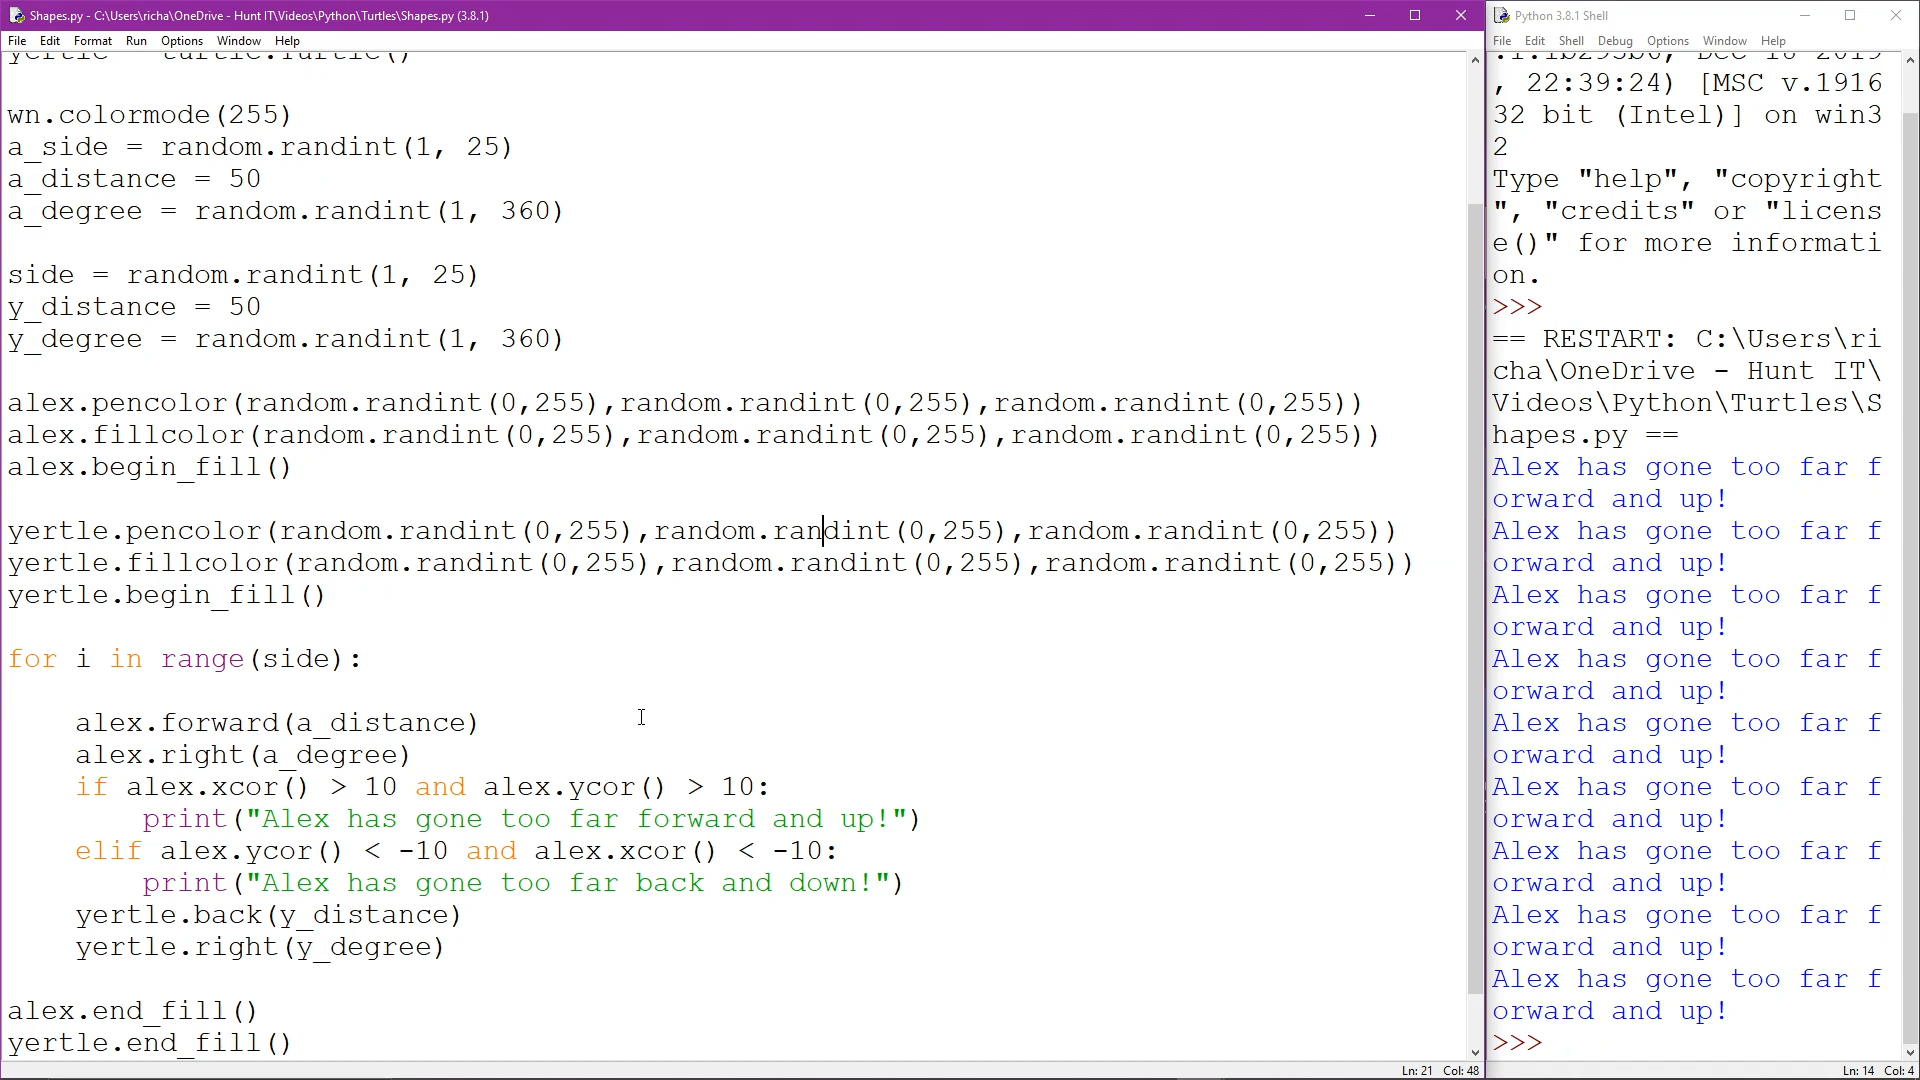 Shapes.py - C:\Users\richa\OneDrive - Hunt IT\Videos\Python\Turtles\Shapes.py (3.8.1)
File Edit Format Run Options Window Help
yertle = turtle.Turtle()
wn.colormode(255)
a_side = random.randint(1, 25)
a_distance = 50
a_degree = random.randint(1, 360)
side = random.randint(1, 25)
y_distance = 50
y_degree = random.randint(1, 360)
alex.pencolor(random.randint(0,255),random.randint(0,255),random.randint(0,255))
alex.fillcolor(random.randint(0,255),random.randint(0,255),random.randint(0,255))
alex.begin_fill()
yertle.pencolor(random.randint(0,255),random.randint(0,255),random.randint(0,255))
yertle.fillcolor(random.randint(0,255),random.randint(0,255),random.randint(0,255))
yertle.begin_fill()
for i in range(side):
    alex.forward(a_distance)
    alex.right(a_degree)
    if alex.xcor() > 10 and alex.ycor() > 10:
        print("Alex has gone too far forward and up!")
    elif alex.ycor() < -10 and alex.xcor() < -10:
        print("Alex has gone too far back and down!")
    yertle.back(y_distance)
    yertle.right(y_degree)
alex.end_fill()
yertle.end_fill()
Ln: 21 Col: 48
Python 3.8.1 Shell
File Edit Shell Debug Options Window Help
, 22:39:24) [MSC v.1916
32 bit (Intel)] on win3
2
Type "help", "copyright
", "credits" or "licens
e()" for more informati
on.
>>>
== RESTART: C:\Users\ri
cha\OneDrive - Hunt IT\
Videos\Python\Turtles\S
hapes.py ==
Alex has gone too far f
orward and up!
Alex has gone too far f
orward and up!
Alex has gone too far f
orward and up!
Alex has gone too far f
orward and up!
Alex has gone too far f
orward and up!
Alex has gone too far f
orward and up!
Alex has gone too far f
orward and up!
Alex has gone too far f
orward and up!
Alex has gone too far f
orward and up!
>>>
Ln: 14 Col: 4